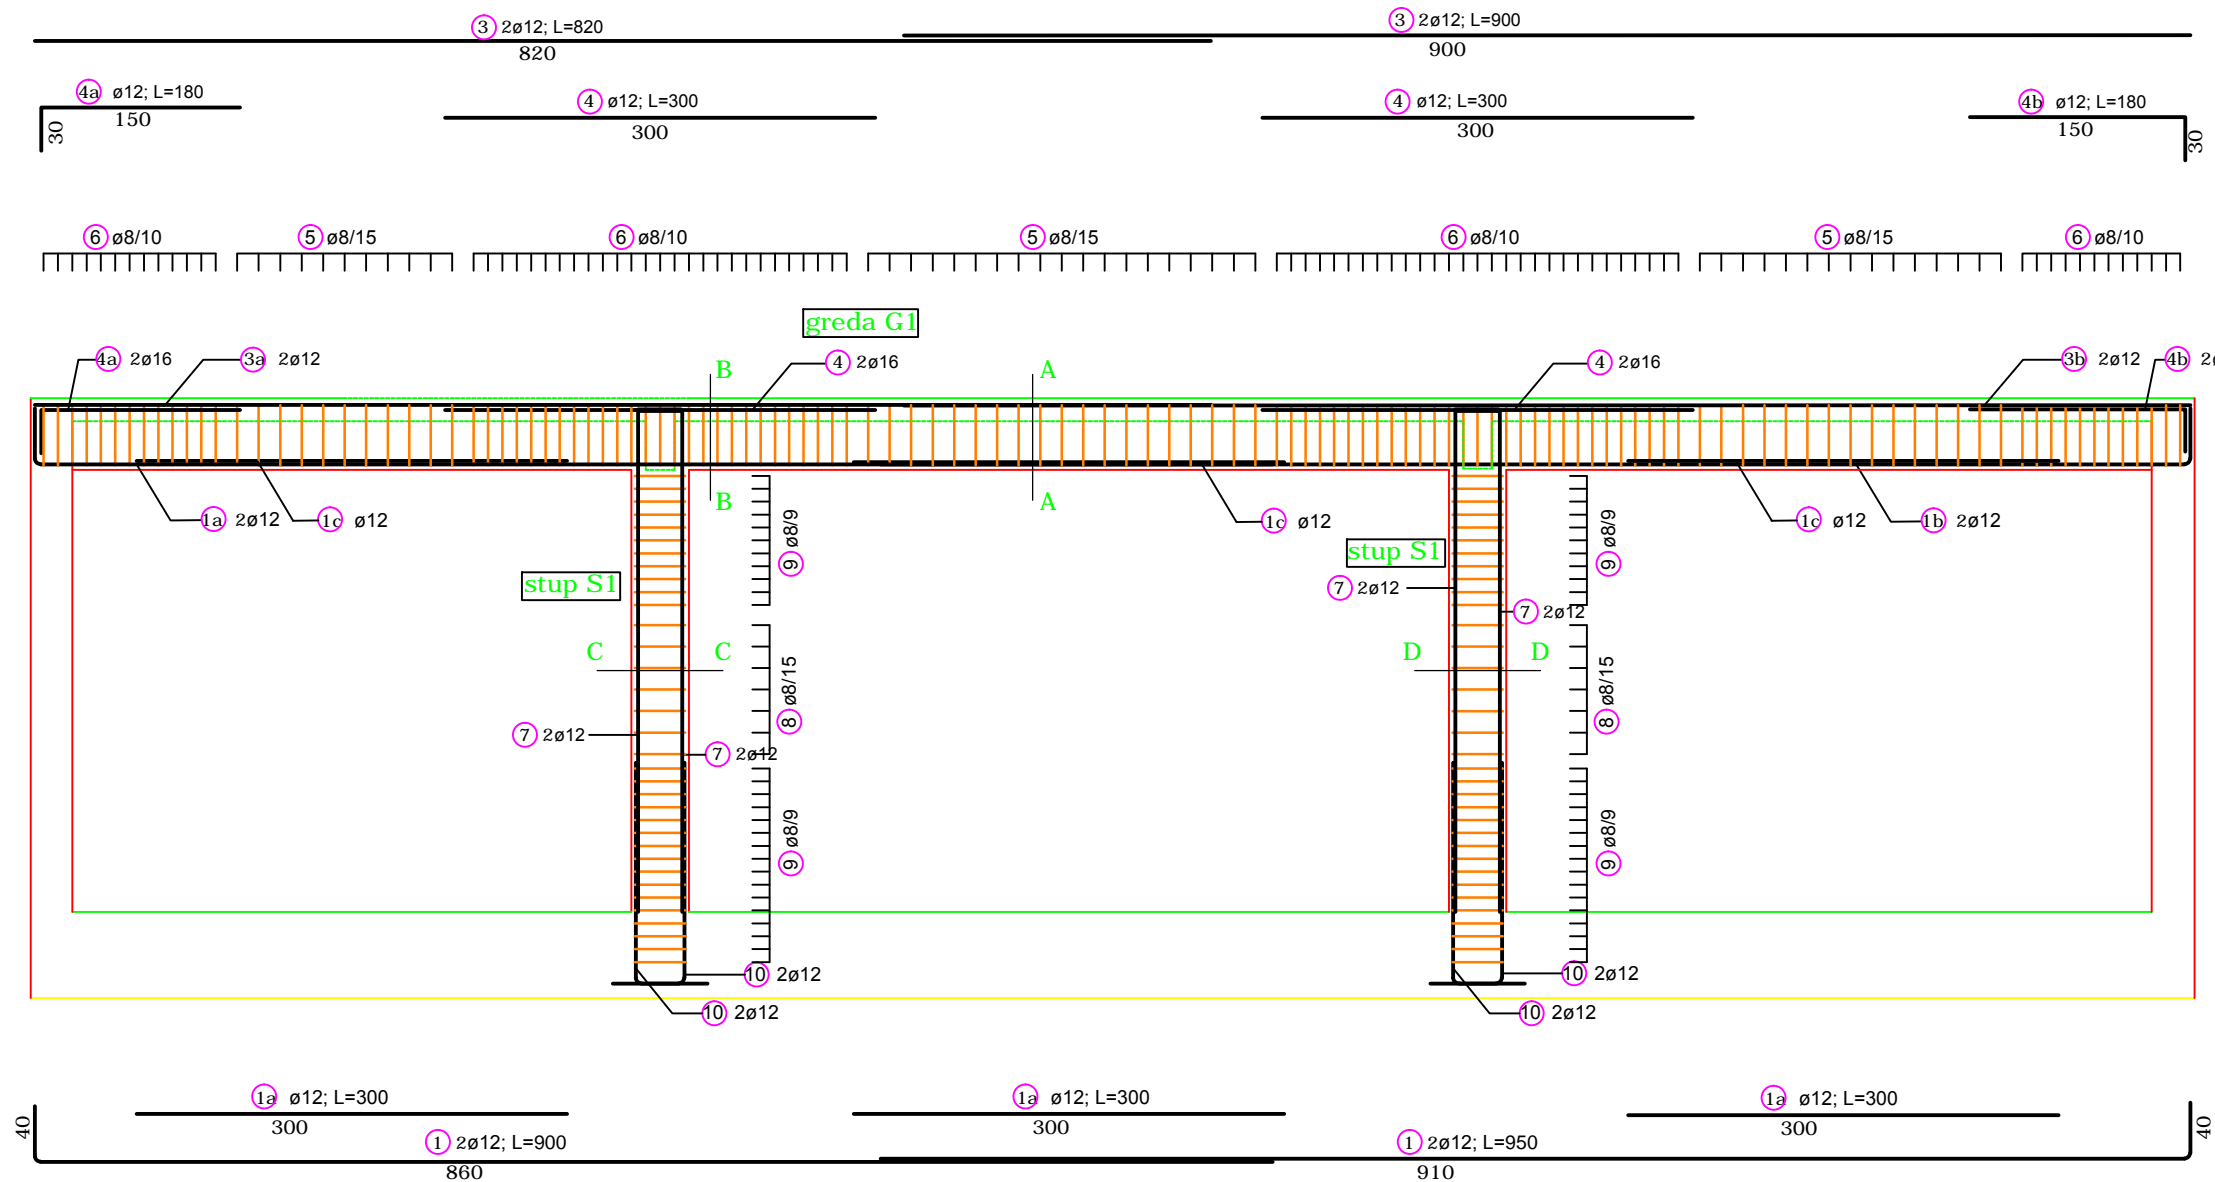 3 2ø12; L=820
820
3 2ø12; L=900
900
4a ø12; L=180
150
30
4 ø12; L=300
300
4 ø12; L=300
300
4b ø12; L=180
150
30
6 ø8/10
5 ø8/15
6 ø8/10
5 ø8/15
6 ø8/10
5 ø8/15
6 ø8/10
greda G1
4a 2ø16
3a 2ø12
B
4 2ø16
A
4 2ø16
3b 2ø12
4b 2ø
1a 2ø12
1c ø12
B
A
1c ø12
1c ø12
1b 2ø12
9 ø8/9
9 ø8/9
stup S1
stup S1
7 2ø12
7 2ø12
C
C
D
D
8 ø8/15
8 ø8/15
7 2ø12
7 2ø12
9 ø8/9
9 ø8/9
10 2ø12
10 2ø12
10 2ø12
10 2ø12
1a ø12; L=300
300
1a ø12; L=300
300
1a ø12; L=300
300
40
1 2ø12; L=900
860
1 2ø12; L=950
910
40